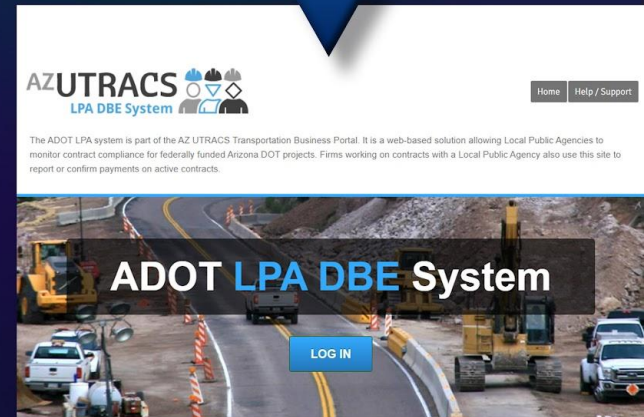 AZUTRACS
LPA DBE System
Home
Help / Support
The ADOT LPA system is part of the AZ UTRACS Transportation Business Portal. It is a web-based solution allowing Local Public Agencies to
monitor contract compliance for federally funded Arizona DOT projects. Firms working on contracts with a Local Public Agency also use this site to
report or confirm payments on active contracts.
ADOT LPA DBE System
LOG IN